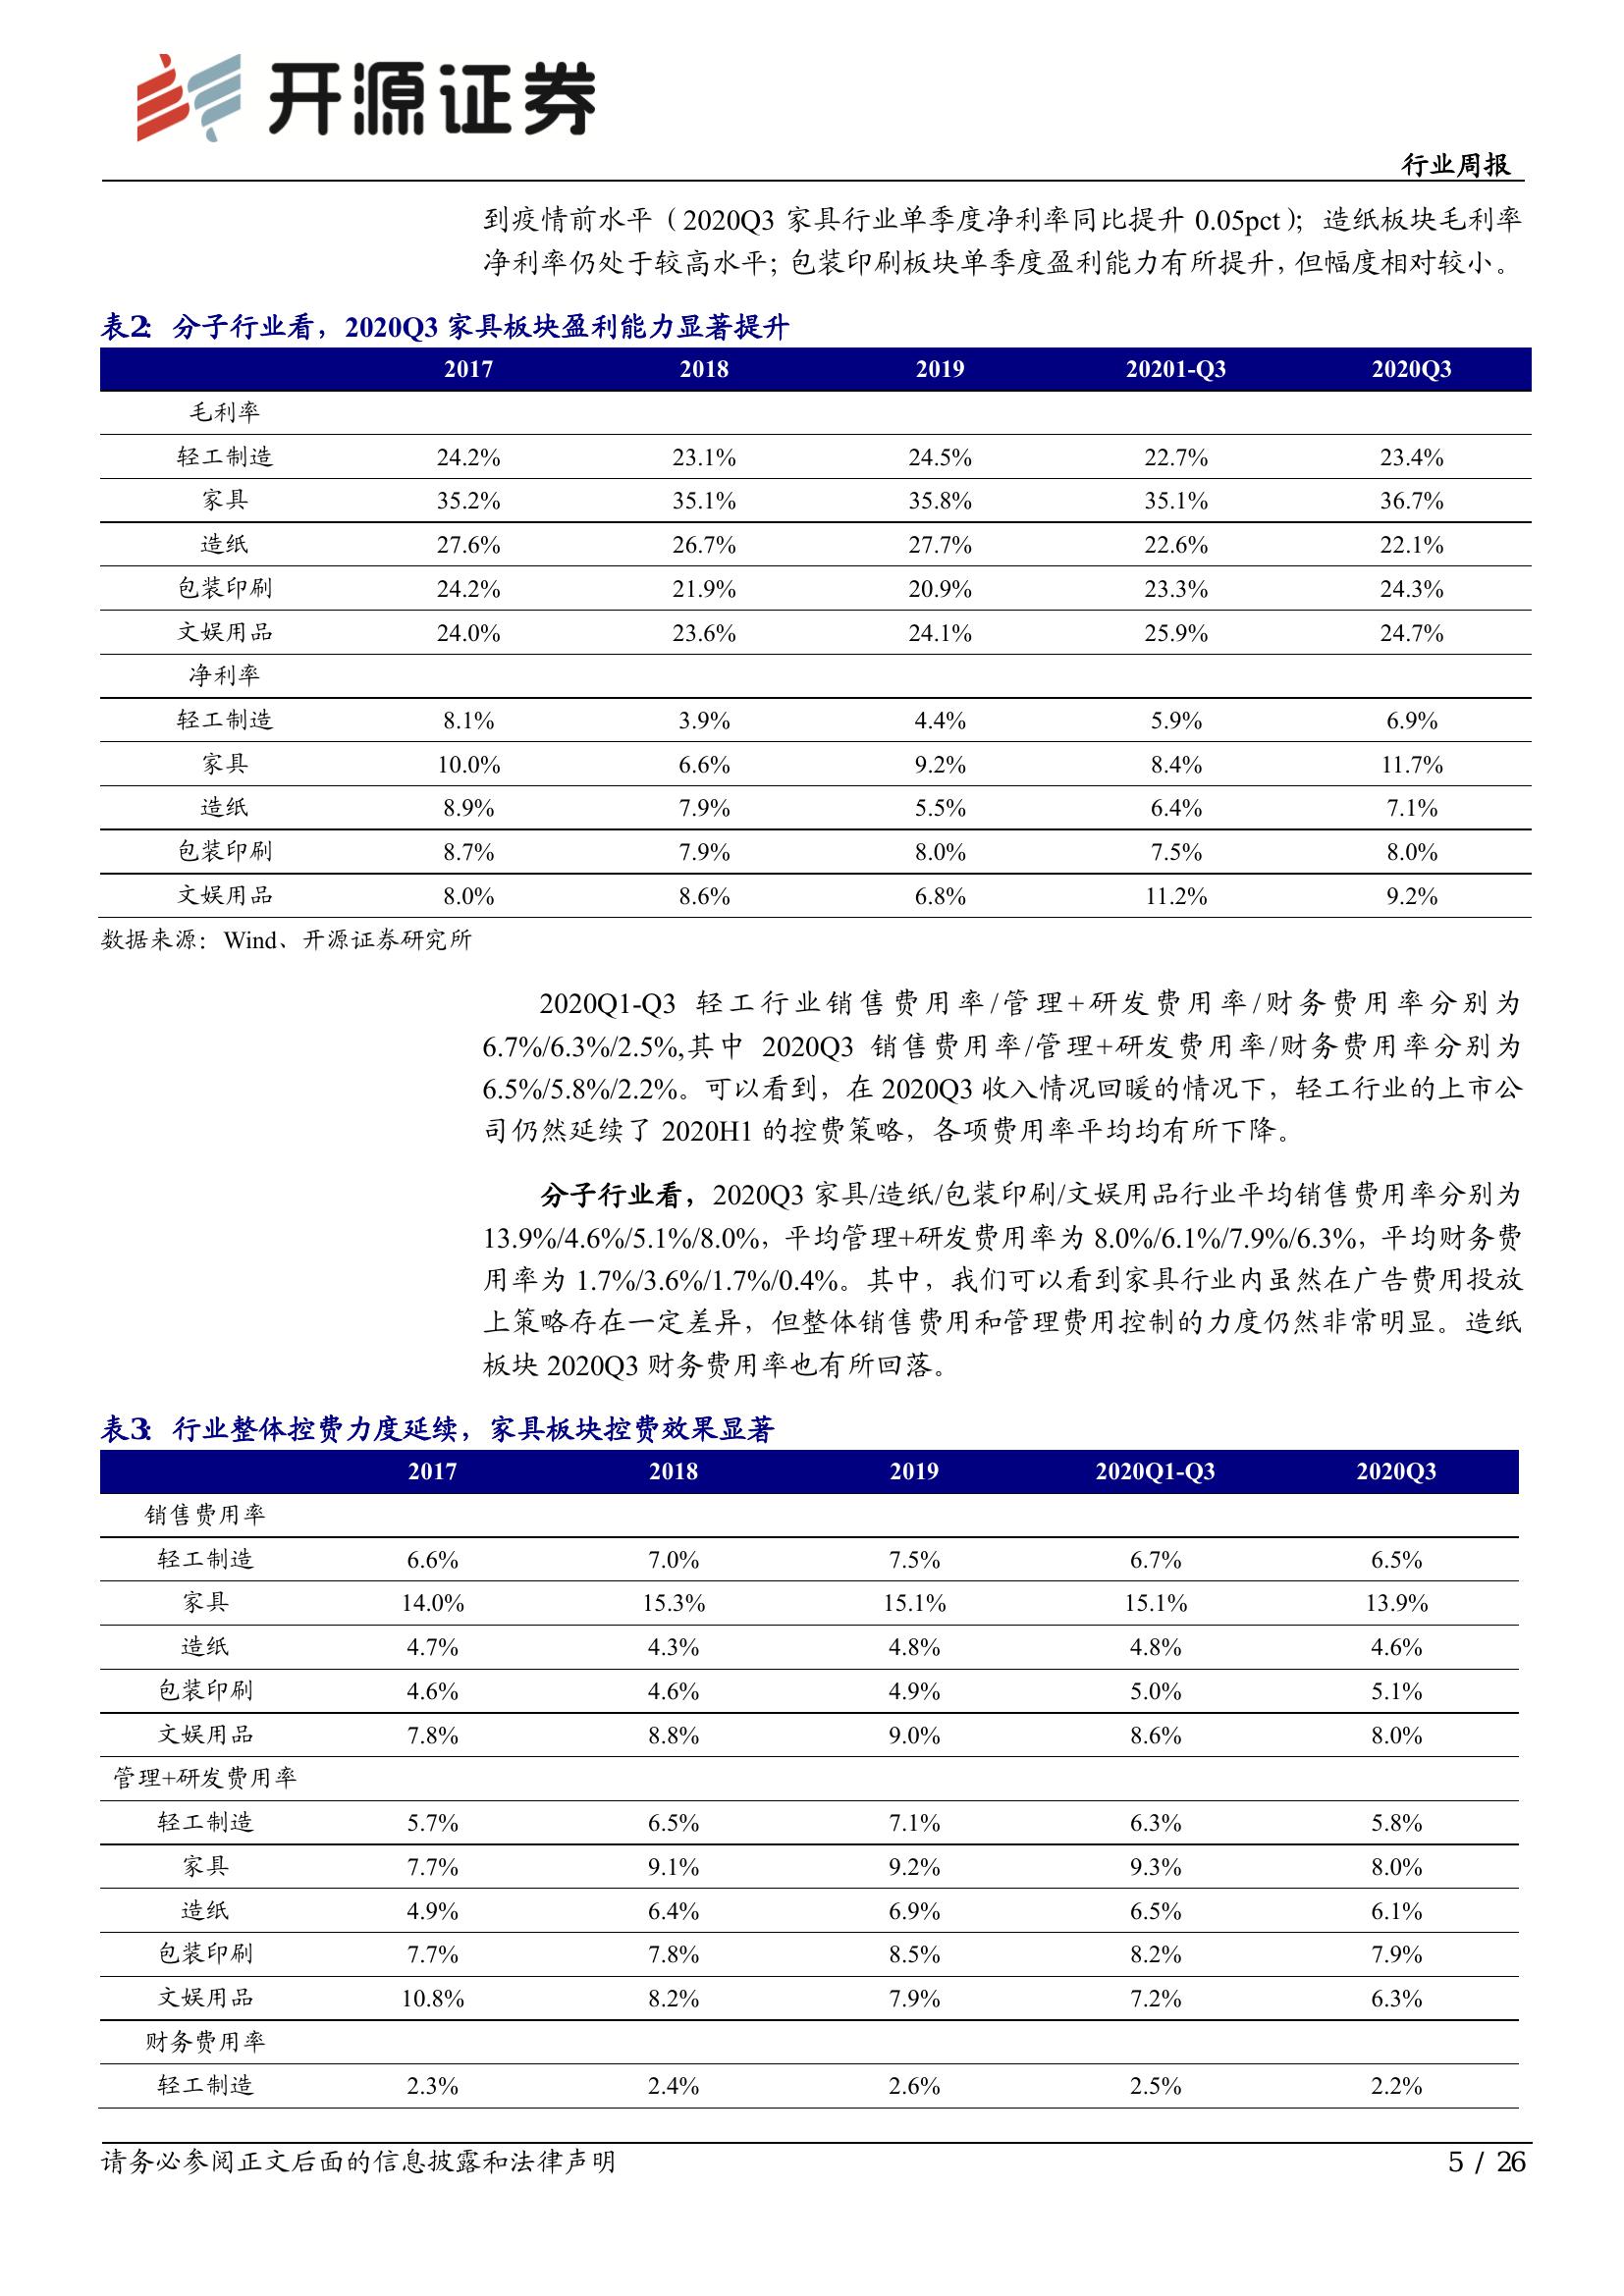 开源证券
行业周报
到疫情前水平（2020Q3 家具行业单季度净利率同比提升 0.05pct）；造纸板块毛利率
净利率仍处于较高水平；包装印刷板块单季度盈利能力有所提升，但幅度相对较小。
表2： 分子行业看，2020Q3 家具板块盈利能力显著提升
2017 2018 2019 20201-Q3 2020Q3
毛利率
轻工制造 24.2% 23.1% 24.5% 22.7% 23.4%
家具 35.2% 35.1% 35.8% 35.1% 36.7%
造纸 27.6% 26.7% 27.7% 22.6% 22.1%
包装印刷 24.2% 21.9% 20.9% 23.3% 24.3%
文娱用品 24.0% 23.6% 24.1% 25.9% 24.7%
净利率
轻工制造 8.1% 3.9% 4.4% 5.9% 6.9%
家具 10.0% 6.6% 9.2% 8.4% 11.7%
造纸 8.9% 7.9% 5.5% 6.4% 7.1%
包装印刷 8.7% 7.9% 8.0% 7.5% 8.0%
文娱用品 8.0% 8.6% 6.8% 11.2% 9.2%
数据来源：Wind、开源证券研究所
2020Q1-Q3 轻工行业销售费用率/管理+研发费用率/财务费用率分别为
6.7%/6.3%/2.5%,其中 2020Q3 销售费用率/管理+研发费用率/财务费用率分别为
6.5%/5.8%/2.2%。可以看到，在 2020Q3 收入情况回暖的情况下，轻工行业的上市公
司仍然延续了 2020H1 的控费策略，各项费用率平均均有所下降。
分子行业看，2020Q3 家具/造纸/包装印刷/文娱用品行业平均销售费用率分别为
13.9%/4.6%/5.1%/8.0%，平均管理+研发费用率为 8.0%/6.1%/7.9%/6.3%，平均财务费
用率为 1.7%/3.6%/1.7%/0.4%。其中，我们可以看到家具行业内虽然在广告费用投放
上策略存在一定差异，但整体销售费用和管理费用控制的力度仍然非常明显。造纸
板块 2020Q3 财务费用率也有所回落。
表3： 行业整体控费力度延续，家具板块控费效果显著
2017 2018 2019 2020Q1-Q3 2020Q3
销售费用率
轻工制造 6.6% 7.0% 7.5% 6.7% 6.5%
家具 14.0% 15.3% 15.1% 15.1% 13.9%
造纸 4.7% 4.3% 4.8% 4.8% 4.6%
包装印刷 4.6% 4.6% 4.9% 5.0% 5.1%
文娱用品 7.8% 8.8% 9.0% 8.6% 8.0%
管理+研发费用率
轻工制造 5.7% 6.5% 7.1% 6.3% 5.8%
家具 7.7% 9.1% 9.2% 9.3% 8.0%
造纸 4.9% 6.4% 6.9% 6.5% 6.1%
包装印刷 7.7% 7.8% 8.5% 8.2% 7.9%
文娱用品 10.8% 8.2% 7.9% 7.2% 6.3%
财务费用率
轻工制造 2.3% 2.4% 2.6% 2.5% 2.2%
请务必参阅正文后面的信息披露和法律声明 5 / 26